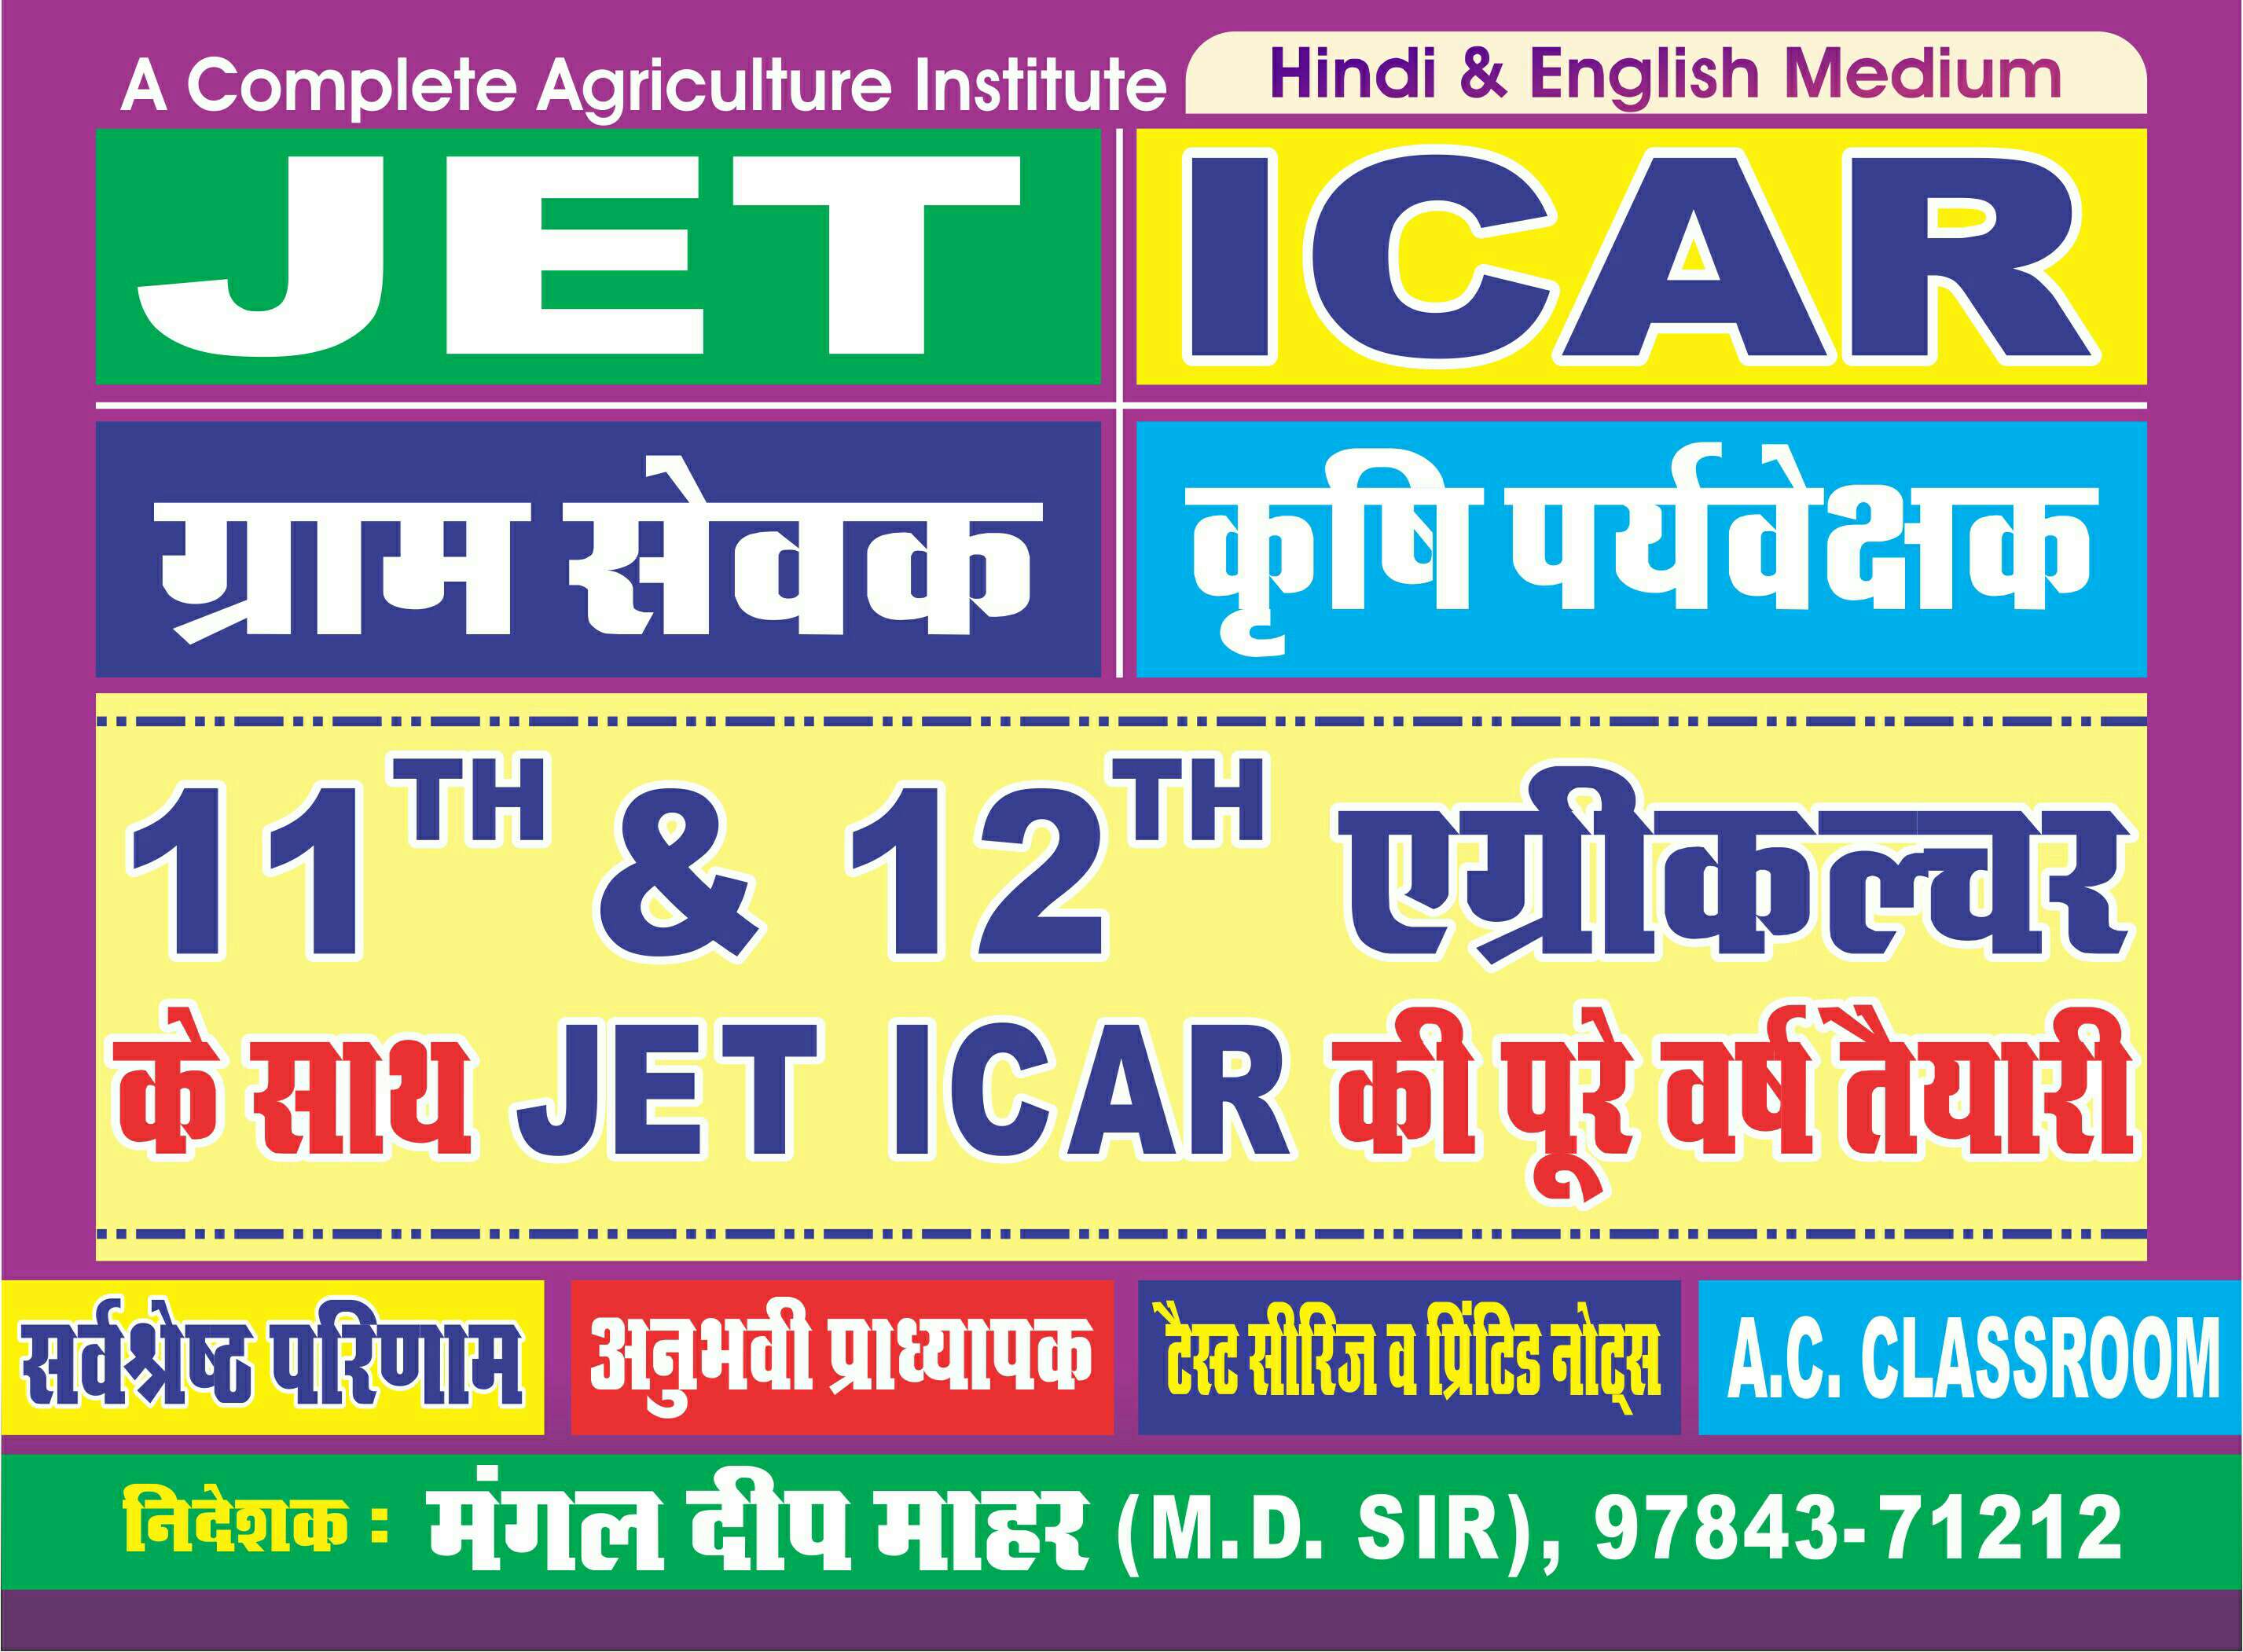 A Complete Agriculture Institute Hindi & English Medium
JET ICAR
ग्राम सेवक कृषि पर्यवेक्षक
11TH & 12TH एग्रीकल्चर
के साथ JET ICAR की पूरे वर्ष तैयारी
सर्वश्रेष्ठ परिणाम अनुभवी प्राध्यापक टेस्ट सीरिज व प्रिंटिड नोट्स A.C. CLASSROOM
निदेशक : मंगल दीप माहर (M.D. SIR), 97843-71212